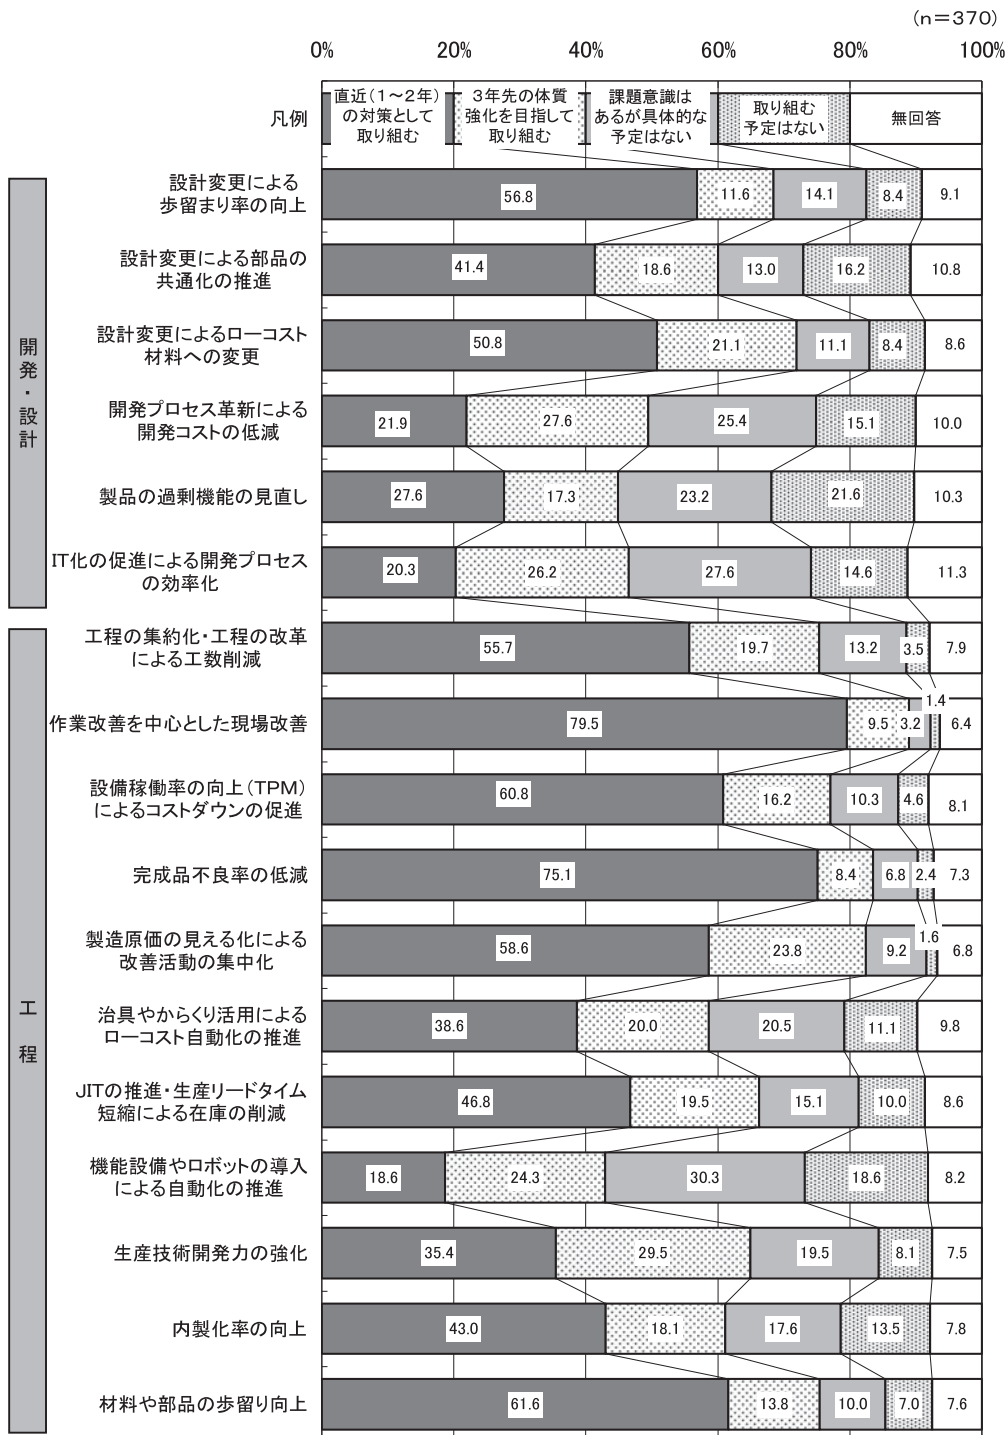 (n=370)
0% 20% 40% 60% 80% 100%
凡例
直近(1～2年)
の対策として
取り組む
3年先の体質
強化を目指して
取り組む
課題意識は
あるが具体的な
予定はない
取り組む
予定はない
無回答
開発・設計
設計変更による
歩留まり率の向上
56.8 11.6 14.1 8.4 9.1
設計変更による部品の
共通化の推進
41.4 18.6 13.0 16.2 10.8
設計変更によるローコスト
材料への変更
50.8 21.1 11.1 8.4 8.6
開発プロセス革新による
開発コストの低減
21.9 27.6 25.4 15.1 10.0
製品の過剰機能の見直し
27.6 17.3 23.2 21.6 10.3
IT化の促進による開発プロセス
の効率化
20.3 26.2 27.6 14.6 11.3
工程
工程の集約化・工程の改革
による工数削減
55.7 19.7 13.2 3.5 7.9
作業改善を中心とした現場改善
79.5 9.5 3.2 1.4 6.4
設備稼働率の向上(TPM)
によるコストダウンの促進
60.8 16.2 10.3 4.6 8.1
完成品不良率の低減
75.1 8.4 6.8 2.4 7.3
製造原価の見える化による
改善活動の集中化
58.6 23.8 9.2 1.6 6.8
治具やからくり活用による
ローコスト自動化の推進
38.6 20.0 20.5 11.1 9.8
JITの推進・生産リードタイム
短縮による在庫の削減
46.8 19.5 15.1 10.0 8.6
機能設備やロボットの導入
による自動化の推進
18.6 24.3 30.3 18.6 8.2
生産技術開発力の強化
35.4 29.5 19.5 8.1 7.5
内製化率の向上
43.0 18.1 17.6 13.5 7.8
材料や部品の歩留り向上
61.6 13.8 10.0 7.0 7.6